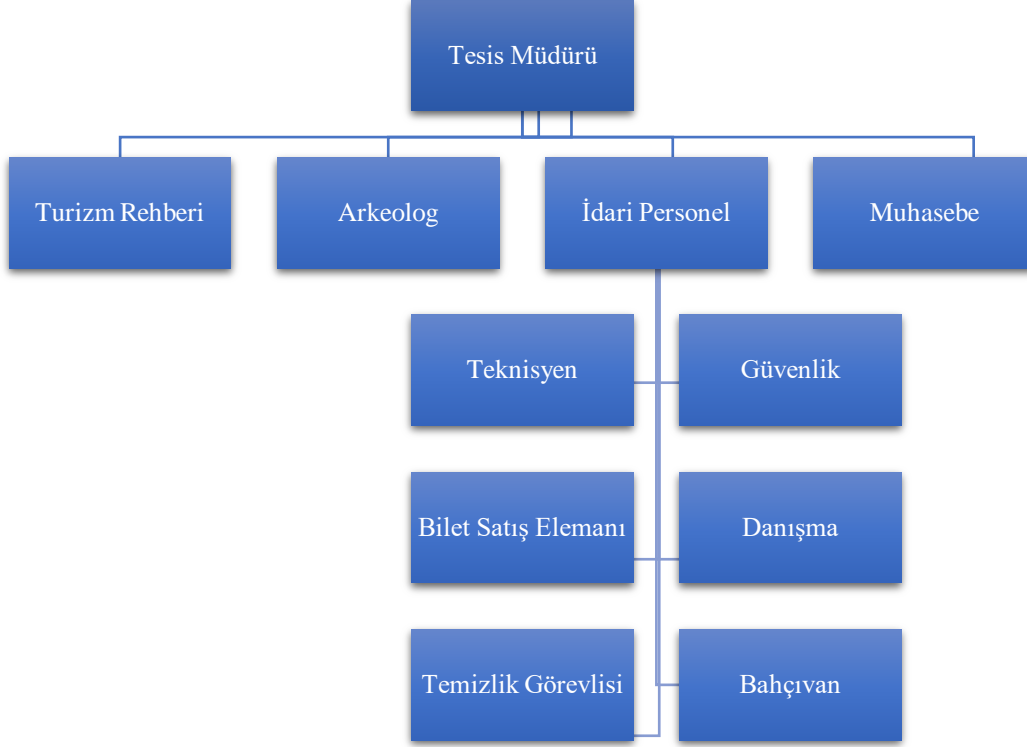 Tesis Müdürü
Turizm Rehberi
Arkeolog
İdari Personel
Muhasebe
Teknisyen
Güvenlik
Bilet Satış Elemanı
Danışma
Temizlik Görevlisi
Bahçıvan